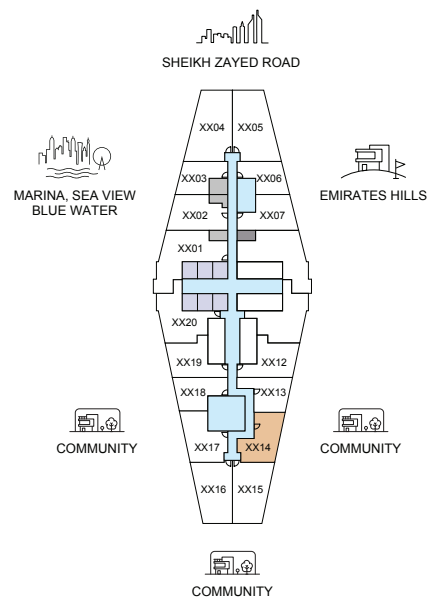 SHEIKH ZAYED ROAD
XX04
XX05
MARINA, SEA VIEW
BLUE WATER
XX03
XX06
EMIRATES HILLS
XX02
XX07
XX01
XX20
XX19
XX12
XX18
XX13
COMMUNITY
XX17
XX14
COMMUNITY
XX16
XX15
COMMUNITY